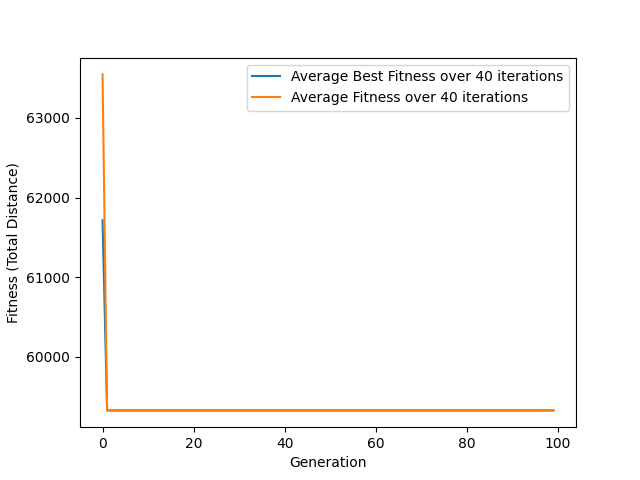 Average Best Fitness over 40 iterations
Average Fitness over 40 iterations
63000
62000
61000
60000
Fitness (Total Distance)
0 20 40 60 80 100
Generation